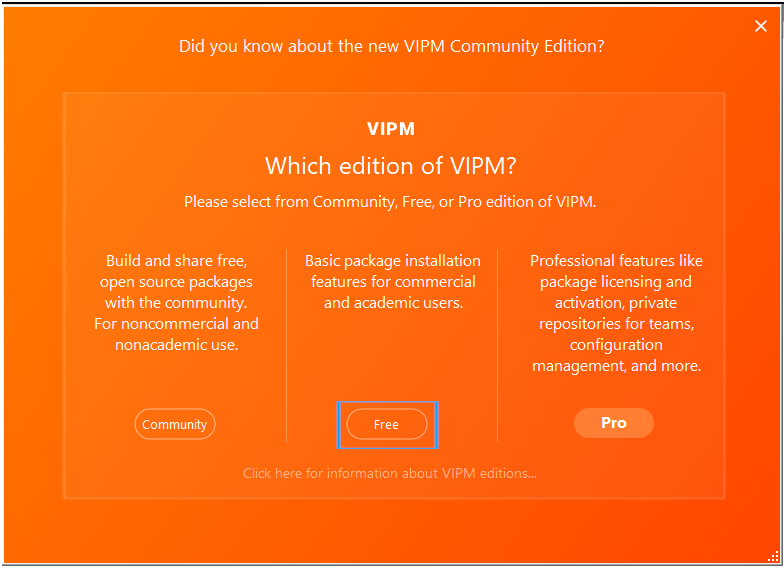 Did you know about the new VIPM Community Edition?
VIPM
Which edition of VIPM?
Please select from Community, Free, or Pro edition of VIPM.
Build and share free,
open source packages
with the community.
For noncommercial and
nonacademic use.
Community
Basic package installation
features for commercial
and academic users.
Free
Professional features like
package licensing and
activation, private
repositories for teams,
configuration
management, and more.
Pro
Click here for information about VIPM editions...